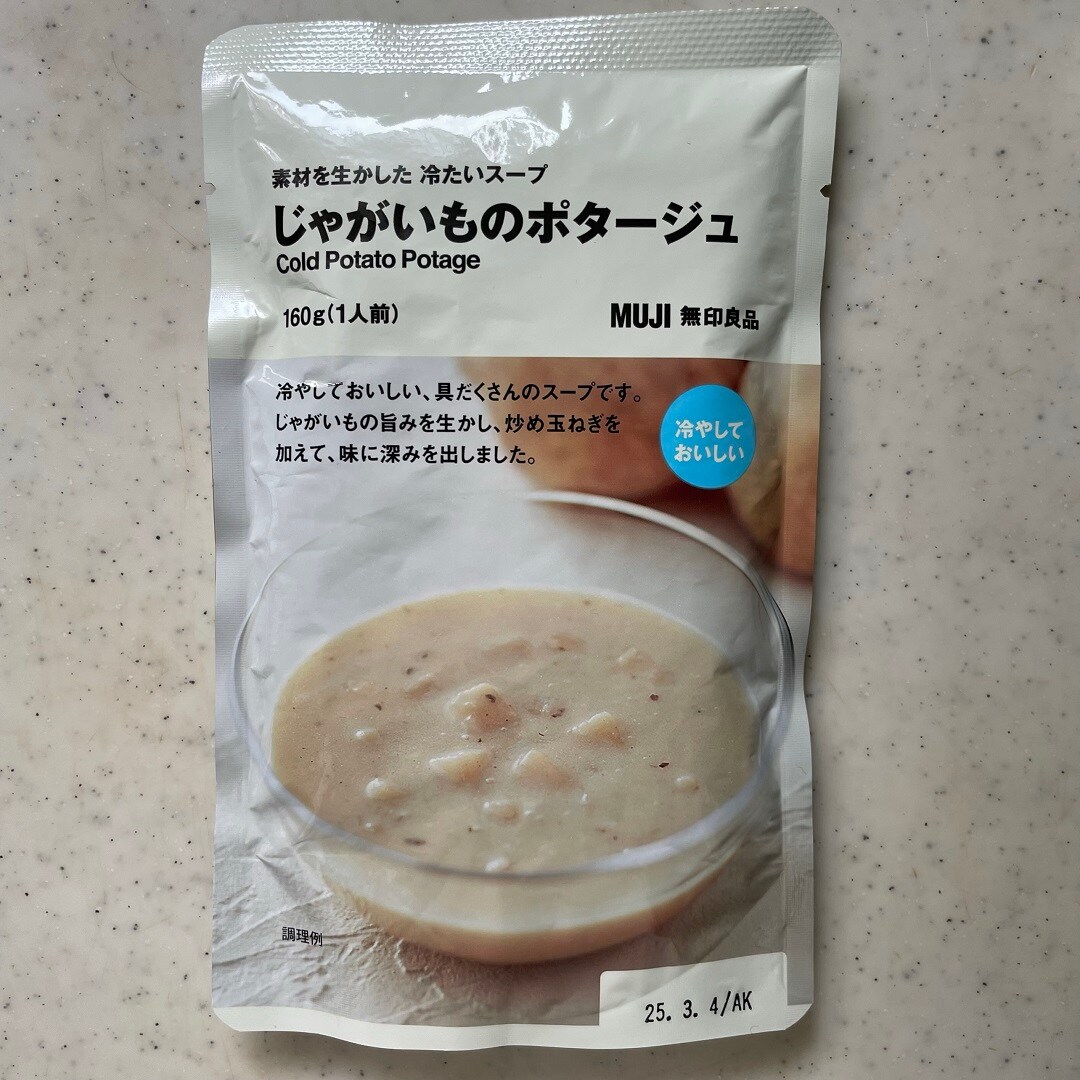 素材を生かした 冷たいスープ
じゃがいものポタージュ
Cold Potato Potage
160g(1人前)
MUJI 無印良品
冷やしておいしい、具だくさんのスープです。
じゃがいもの旨みを生かし、炒め玉ねぎを
加えて、味に深みを出しました。
冷やして
おいしい
調理例
25. 3. 4/AK